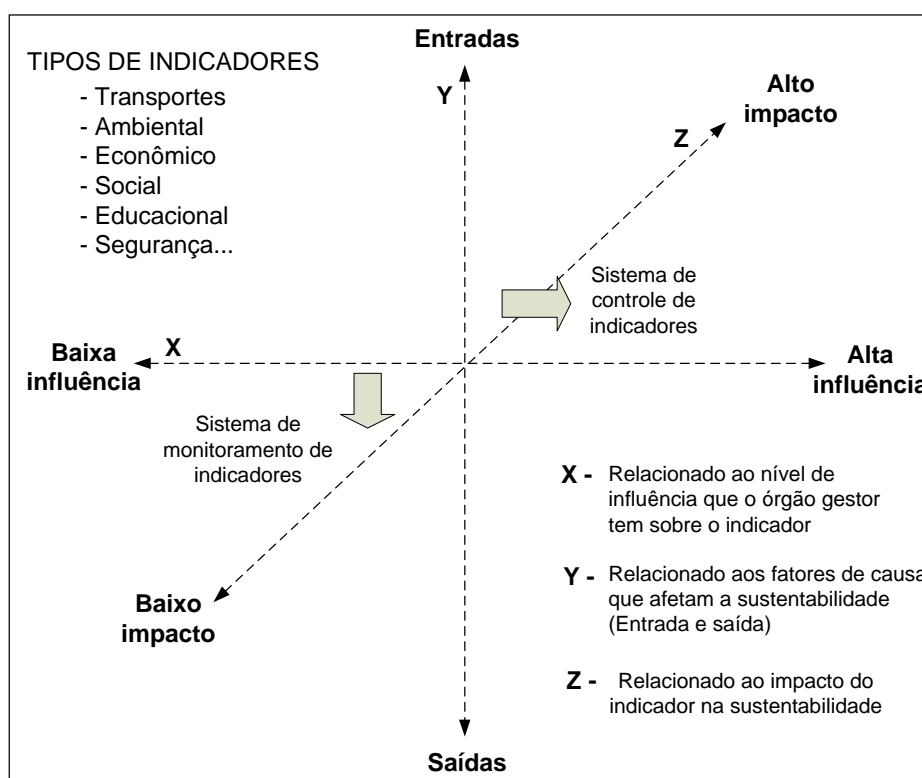 TIPOS DE INDICADORES
- Transportes
- Ambiental
- Econômico
- Social
- Educacional
- Segurança...
Entradas
Y
Alto
impacto
Z
Sistema de
controle de
indicadores
X
Baixa
influência
Alta
influência
Sistema de
monitoramento de
indicadores
Baixo
impacto
Saídas
X - Relacionado ao nível de
influência que o órgão gestor
tem sobre o indicador
Y - Relacionado aos fatores de causa
que afetam a sustentabilidade
(Entrada e saída)
Z - Relacionado ao impacto do
indicador na sustentabilidade